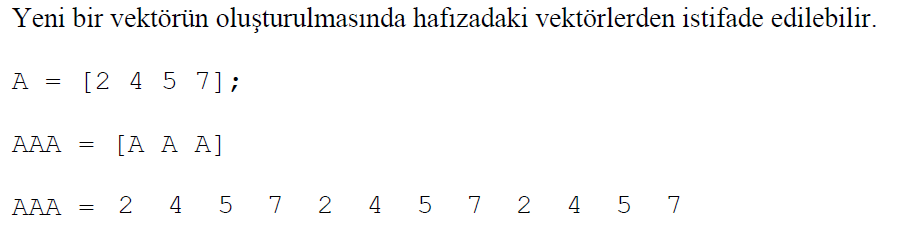 Yeni bir vektörün oluşturulmasında hafızadaki vektörlerden istifade edilebilir.
A = [2 4 5 7];
AAA = [A A A]
AAA = 2 4 5 7 2 4 5 7 2 4 5 7